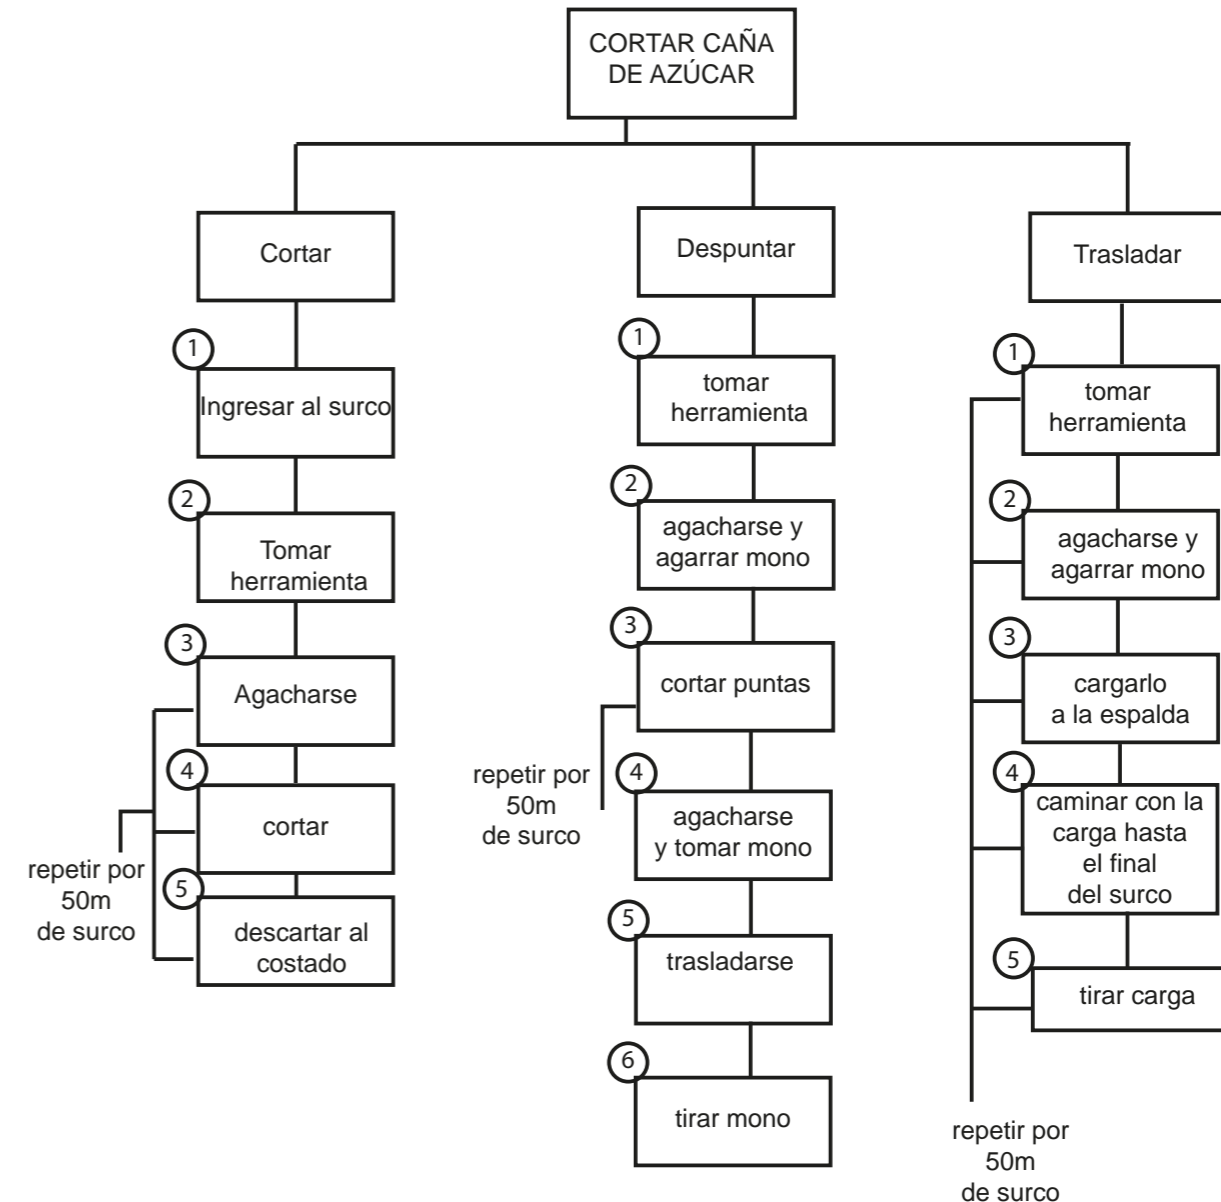 CORTAR CAÑA
DE AZÚCAR
Cortar
1
Ingresar al surco
2
Tomar
herramienta
3
Agacharse
4
cortar
5
descartar al
costado
repetir por
50m
de surco
Despuntar
1
tomar
herramienta
2
agacharse y
agarrar mono
3
cortar puntas
repetir por
50m
de surco
4
agacharse
y tomar mono
5
trasladarse
6
tirar mono
Trasladar
1
tomar
herramienta
2
agacharse y
agarrar mono
3
cargarlo
a la espalda
4
caminar con la
carga hasta
el final
del surco
5
tirar carga
repetir por
50m
de surco